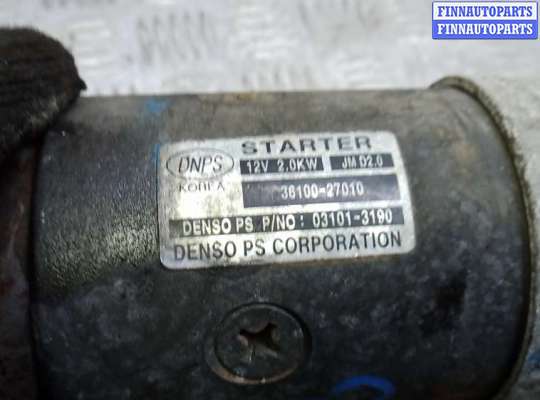 FINNAUTOPARTS
FINNAUTOPARTS
STARTER
DNPS
12V 2.0KW JM D2.0
KOREA
36100-27010
DENSO PS P/NO: 03101-3190
DENSO PS CORPORATION